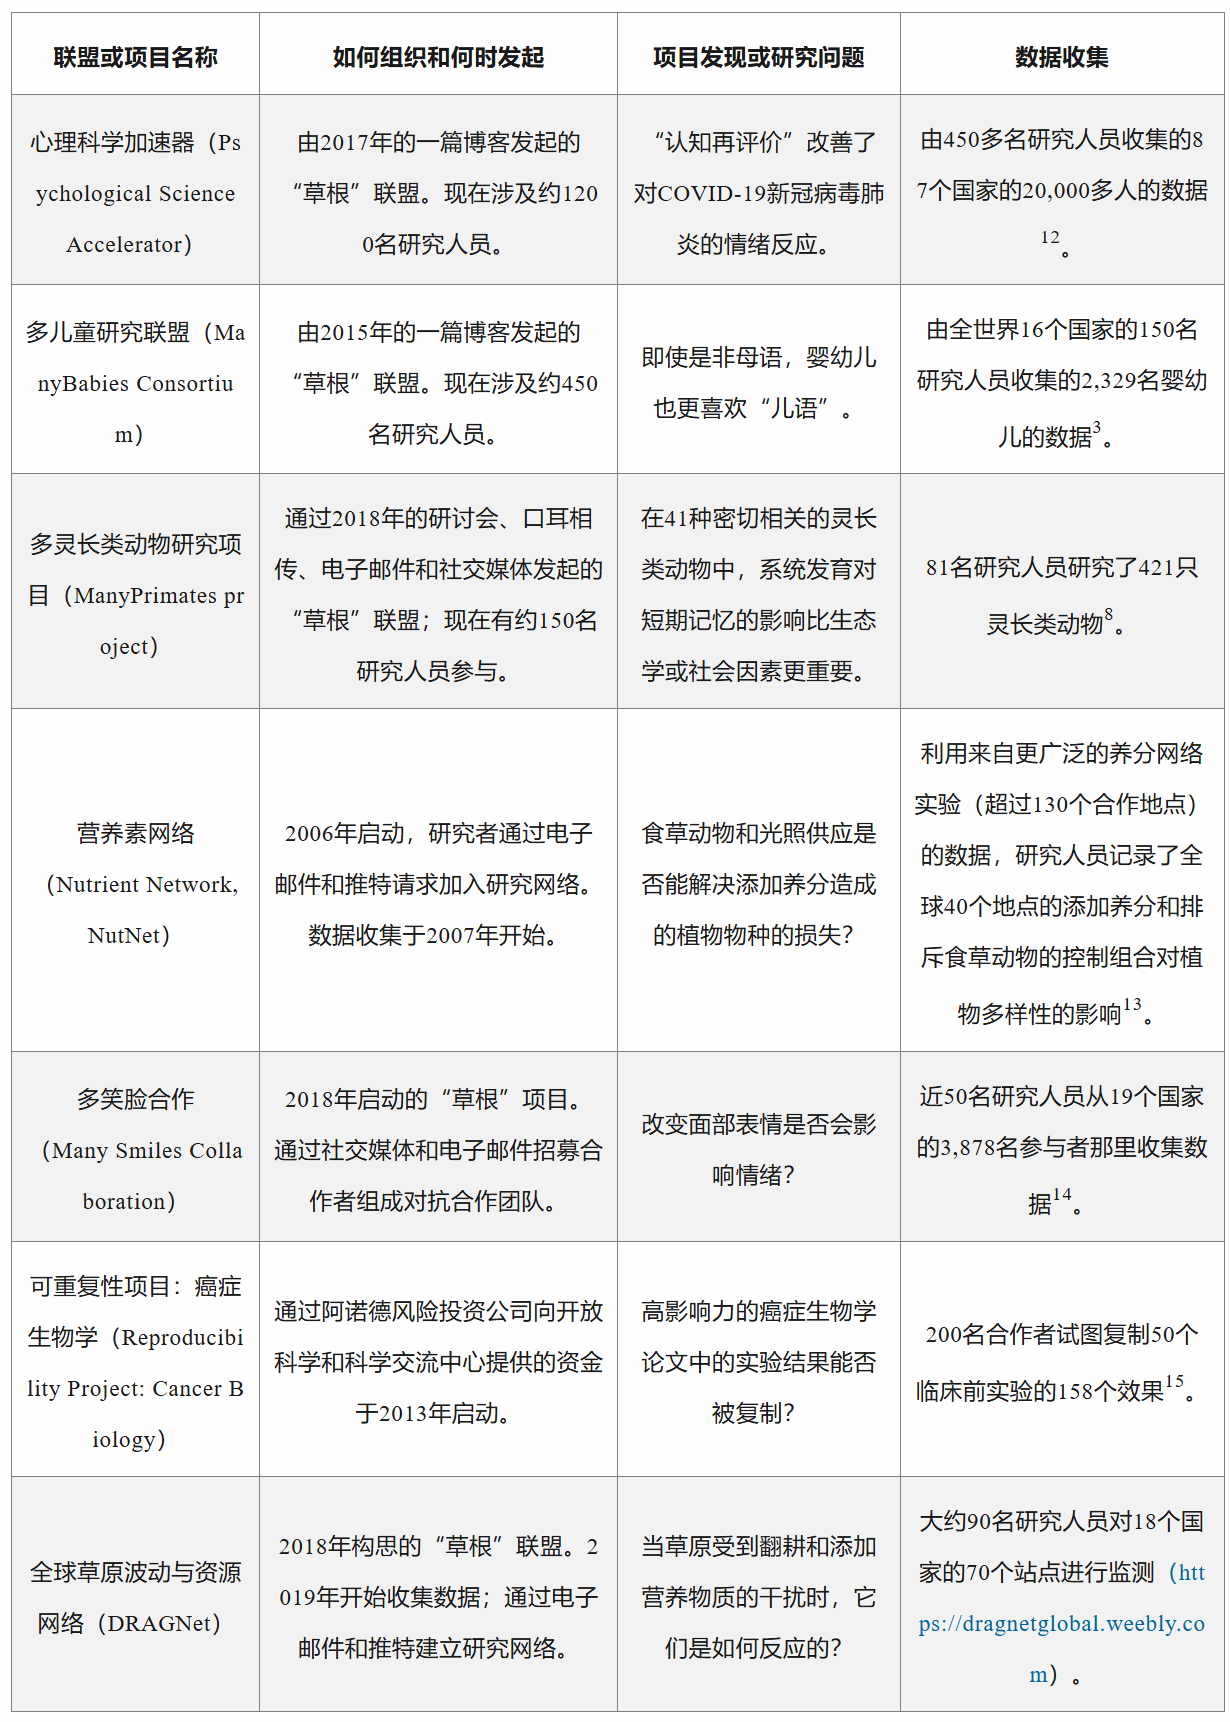 联盟或项目名称
如何组织和何时发起
项目发现或研究问题
数据收集
心理科学加速器（Ps
ychological Science
Accelerator）
由2017年的一篇博客发起的
“草根”联盟。现在涉及约120
0名研究人员。
“认知再评价”改善了
对COVID-19新冠病毒肺
炎的情绪反应。
由450多名研究人员收集的8
7个国家的20,000多人的数据
12。
多儿童研究联盟（Ma
nyBabies Consortiu
m）
由2015年的一篇博客发起的
“草根”联盟。现在涉及约450
名研究人员。
即使是非母语，婴幼儿
也更喜欢“儿语”。
由全世界16个国家的150名
研究人员收集的2,329名婴幼
儿的数据3。
多灵长类动物研究项
目（ManyPrimates pr
oject）
通过2018年的研讨会、口耳相
传、电子邮件和社交媒体发起的
“草根”联盟；现在有约150名
研究人员参与。
在41种密切相关的灵长
类动物中，系统发育对
短期记忆的影响比生态
学或社会因素更重要。
81名研究人员研究了421只
灵长类动物8。
营养素网络
（Nutrient Network,
NutNet）
2006年启动，研究者通过电子
邮件和推特请求加入研究网络。
数据收集于2007年开始。
食草动物和光照供应是
否能解决添加养分造成
的植物物种的损失？
利用来自更广泛的养分网络
实验（超过130个合作地点）
的数据，研究人员记录了全
球40个地点的添加养分和排
斥食草动物的控制组合对植
物多样性的影响13。
多笑脸合作
（Many Smiles Colla
boration）
2018年启动的“草根”项目。
通过社交媒体和电子邮件招募合
作者组成对抗合作团队。
改变面部表情是否会影
响情绪？
近50名研究人员从19个国家
的3,878名参与者那里收集数
据14。
可重复性项目：癌症
生物学（Reproducibi
lity Project: Cancer B
iology）
通过阿诺德风险投资公司向开放
科学和科学交流中心提供的资金
于2013年启动。
高影响力的癌症生物学
论文中的实验结果能否
被复制？
200名合作者试图复制50个
临床前实验的158个效果15。
全球草原波动与资源
网络（DRAGNet）
2018年构思的“草根”联盟。2
019年开始收集数据；通过电子
邮件和推特建立研究网络。
当草原受到翻耕和添加
营养物质的干扰时，它
们是如何反应的？
大约90名研究人员对18个国
家的70个站点进行监测（htt
ps://dragnetglobal.weebly.co
m）。